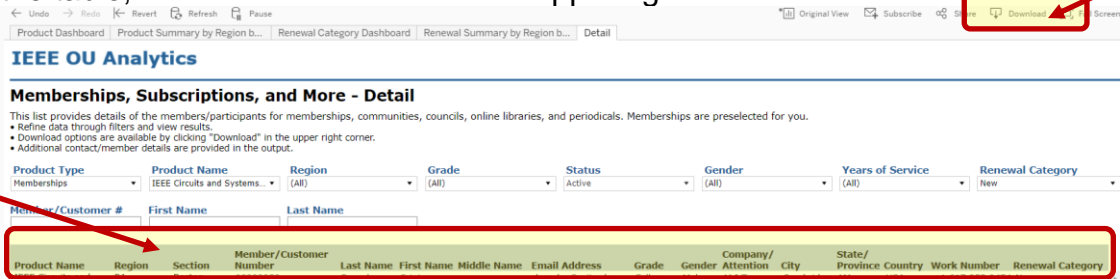 ← Undo → Redo Revert Refresh Pause Original View Subscribe Share Download Full Screen
Product Dashboard Product Summary by Region b... Renewal Category Dashboard Renewal Summary by Region b... Detail
IEEE OU Analytics
Memberships, Subscriptions, and More - Detail
This list provides details of the members/participants for memberships, communities, councils, online libraries, and periodicals. Memberships are preselected for you.
• Refine data through filters and view results.
• Download options are available by clicking "Download" in the upper right corner.
• Additional contact/member details are provided in the output.
Product Type Product Name Region Grade Status Gender Years of Service Renewal Category
Memberships IEEE Circuits and Systems... (All) (All) Active (All) (All) New
Member/Customer # First Name Last Name
Member/Customer Company/ State/
Product Name Region Section Number Last Name First Name Middle Name Email Address Grade Gender Attention City Province Country Work Number Renewal Category